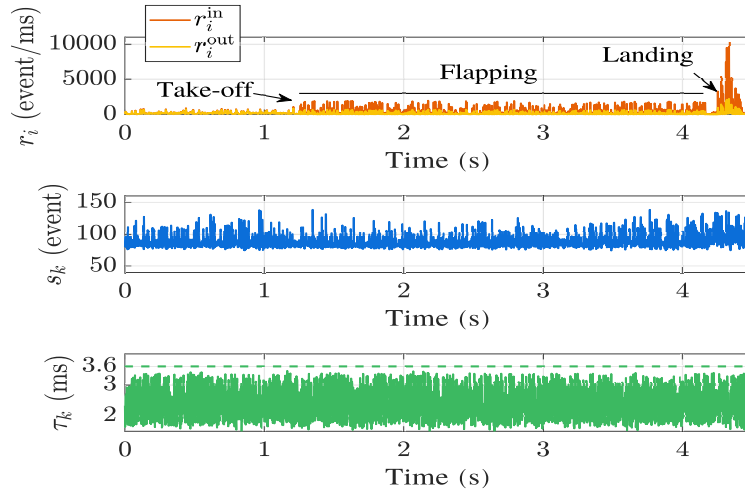 r_i^in
r_i^out
r_i (event/ms)
10000
5000
0
Take-off
Flapping
Landing
0 1 2 3 4
Time (s)
s_k (event)
150
100
50
0 1 2 3 4
Time (s)
τ_k (ms)
3.6
3
2
0 1 2 3 4
Time (s)